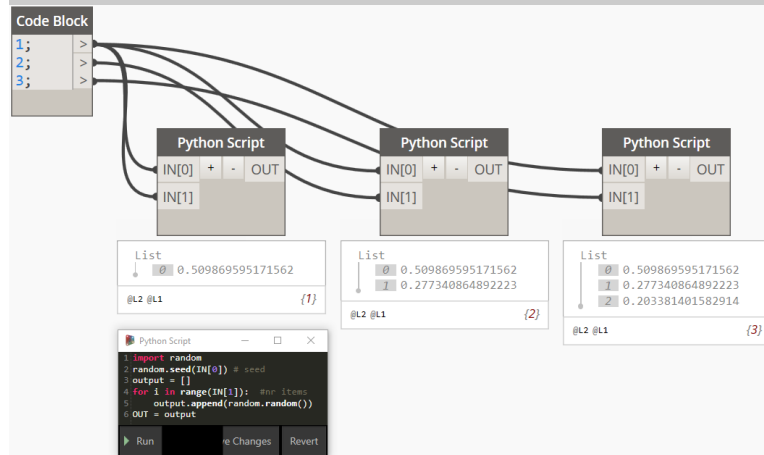 Code Block
1; >
2; >
3; >
Python Script
IN[0] + - OUT
IN[1]
Python Script
IN[0] + - OUT
IN[1]
Python Script
IN[0] + - OUT
IN[1]
List
0 0.509869595171562
@L2 @L1 {1}
List
0 0.509869595171562
1 0.277340864892223
@L2 @L1 {2}
List
0 0.509869595171562
1 0.277340864892223
2 0.203381401582914
@L2 @L1 {3}
Python Script
1 import random
2 random.seed(IN[0]) # seed
3 output = []
4 for i in range(IN[1]): #nr items
5 output.append(random.random())
6 OUT = output
Run e Changes Revert